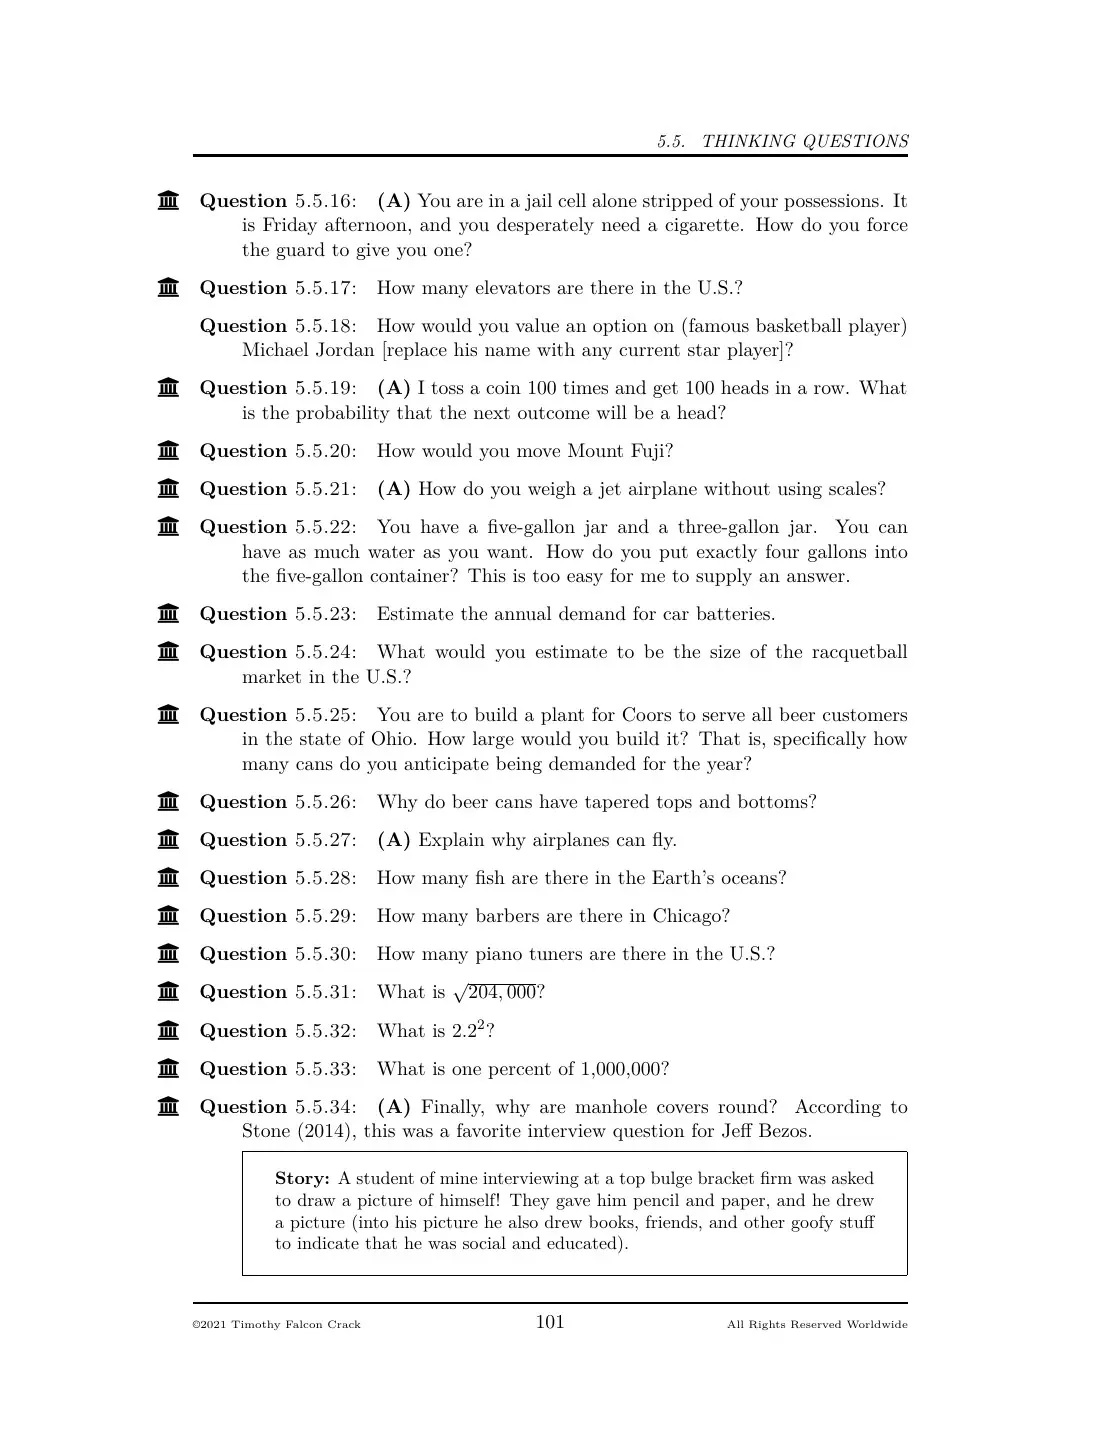 5.5. THINKING QUESTIONS
Question 5.5.16: (A) You are in a jail cell alone stripped of your possessions. It
is Friday afternoon, and you desperately need a cigarette. How do you force
the guard to give you one?
Question 5.5.17: How many elevators are there in the U.S.?
Question 5.5.18: How would you value an option on (famous basketball player)
Michael Jordan [replace his name with any current star player]?
Question 5.5.19: (A) I toss a coin 100 times and get 100 heads in a row. What
is the probability that the next outcome will be a head?
Question 5.5.20: How would you move Mount Fuji?
Question 5.5.21: (A) How do you weigh a jet airplane without using scales?
Question 5.5.22: You have a five-gallon jar and a three-gallon jar. You can
have as much water as you want. How do you put exactly four gallons into
the five-gallon container? This is too easy for me to supply an answer.
Question 5.5.23: Estimate the annual demand for car batteries.
Question 5.5.24: What would you estimate to be the size of the racquetball
market in the U.S.?
Question 5.5.25: You are to build a plant for Coors to serve all beer customers
in the state of Ohio. How large would you build it? That is, specifically how
many cans do you anticipate being demanded for the year?
Question 5.5.26: Why do beer cans have tapered tops and bottoms?
Question 5.5.27: (A) Explain why airplanes can fly.
Question 5.5.28: How many fish are there in the Earth's oceans?
Question 5.5.29: How many barbers are there in Chicago?
Question 5.5.30: How many piano tuners are there in the U.S.?
Question 5.5.31: What is √204,000?
Question 5.5.32: What is 2.2²?
Question 5.5.33: What is one percent of 1,000,000?
Question 5.5.34: (A) Finally, why are manhole covers round? According to
Stone (2014), this was a favorite interview question for Jeff Bezos.
Story: A student of mine interviewing at a top bulge bracket firm was asked
to draw a picture of himself! They gave him pencil and paper, and he drew
a picture (into his picture he also drew books, friends, and other goofy stuff
to indicate that he was social and educated).
©2021 Timothy Falcon Crack 101 All Rights Reserved Worldwide